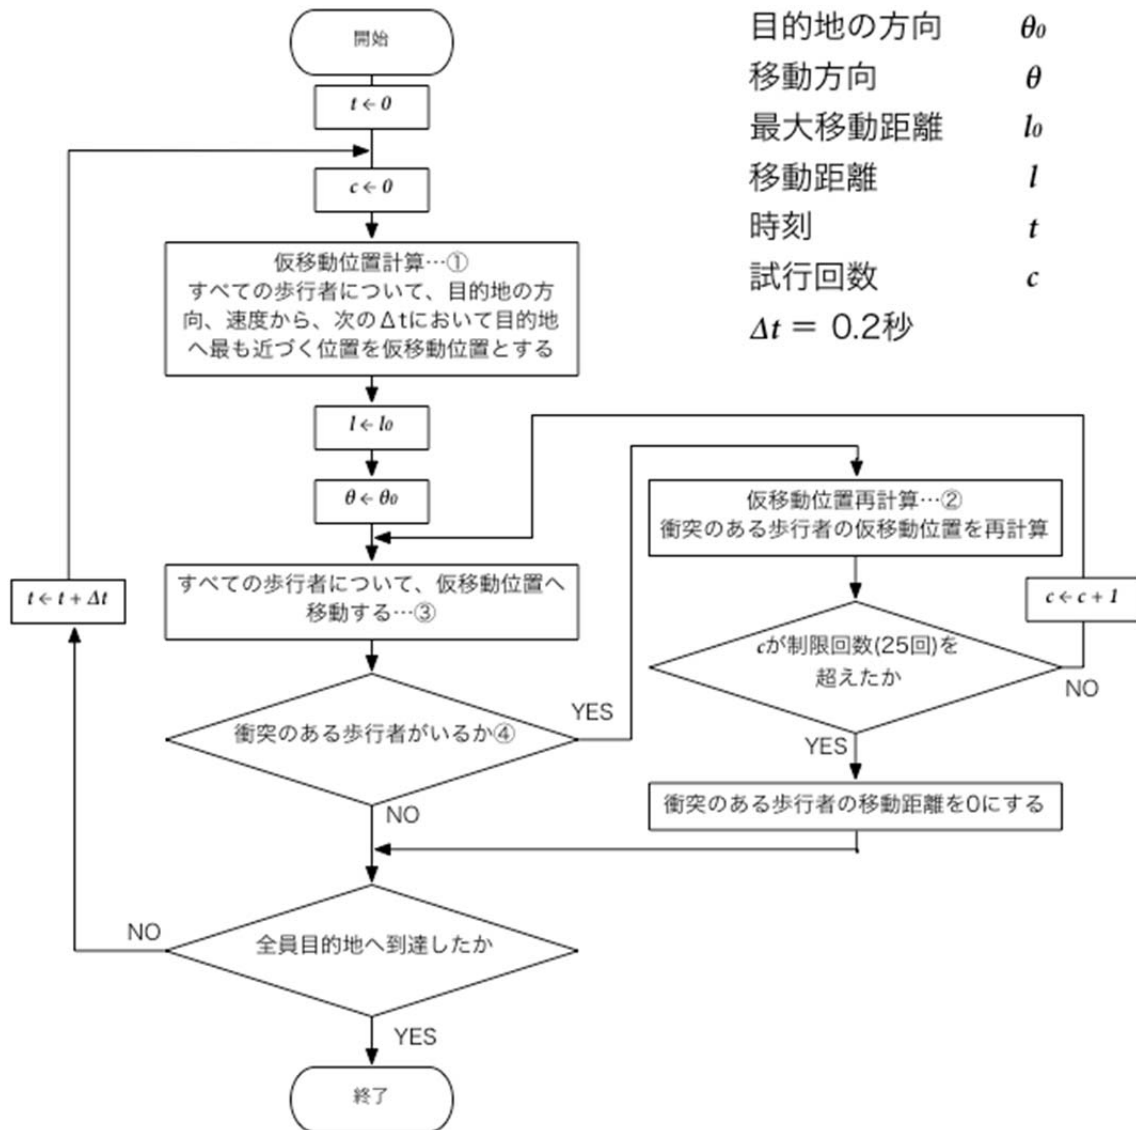 開始
t ← 0
c ← 0
仮移動位置計算…①
すべての歩行者について、目的地の方
向、速度から、次のΔtにおいて目的地
へ最も近づく位置を仮移動位置とする
l ← l₀
θ ← θ₀
すべての歩行者について、仮移動位置へ
移動する…③
衝突のある歩行者がいるか④
YES
NO
仮移動位置再計算…②
衝突のある歩行者の仮移動位置を再計算
cが制限回数(25回)を
超えたか
NO
c ← c + 1
YES
衝突のある歩行者の移動距離を0にする
全員目的地へ到達したか
NO
t ← t + Δt
YES
終了
目的地の方向 θ₀
移動方向 θ
最大移動距離 l₀
移動距離 l
時刻 t
試行回数 c
Δt = 0.2秒